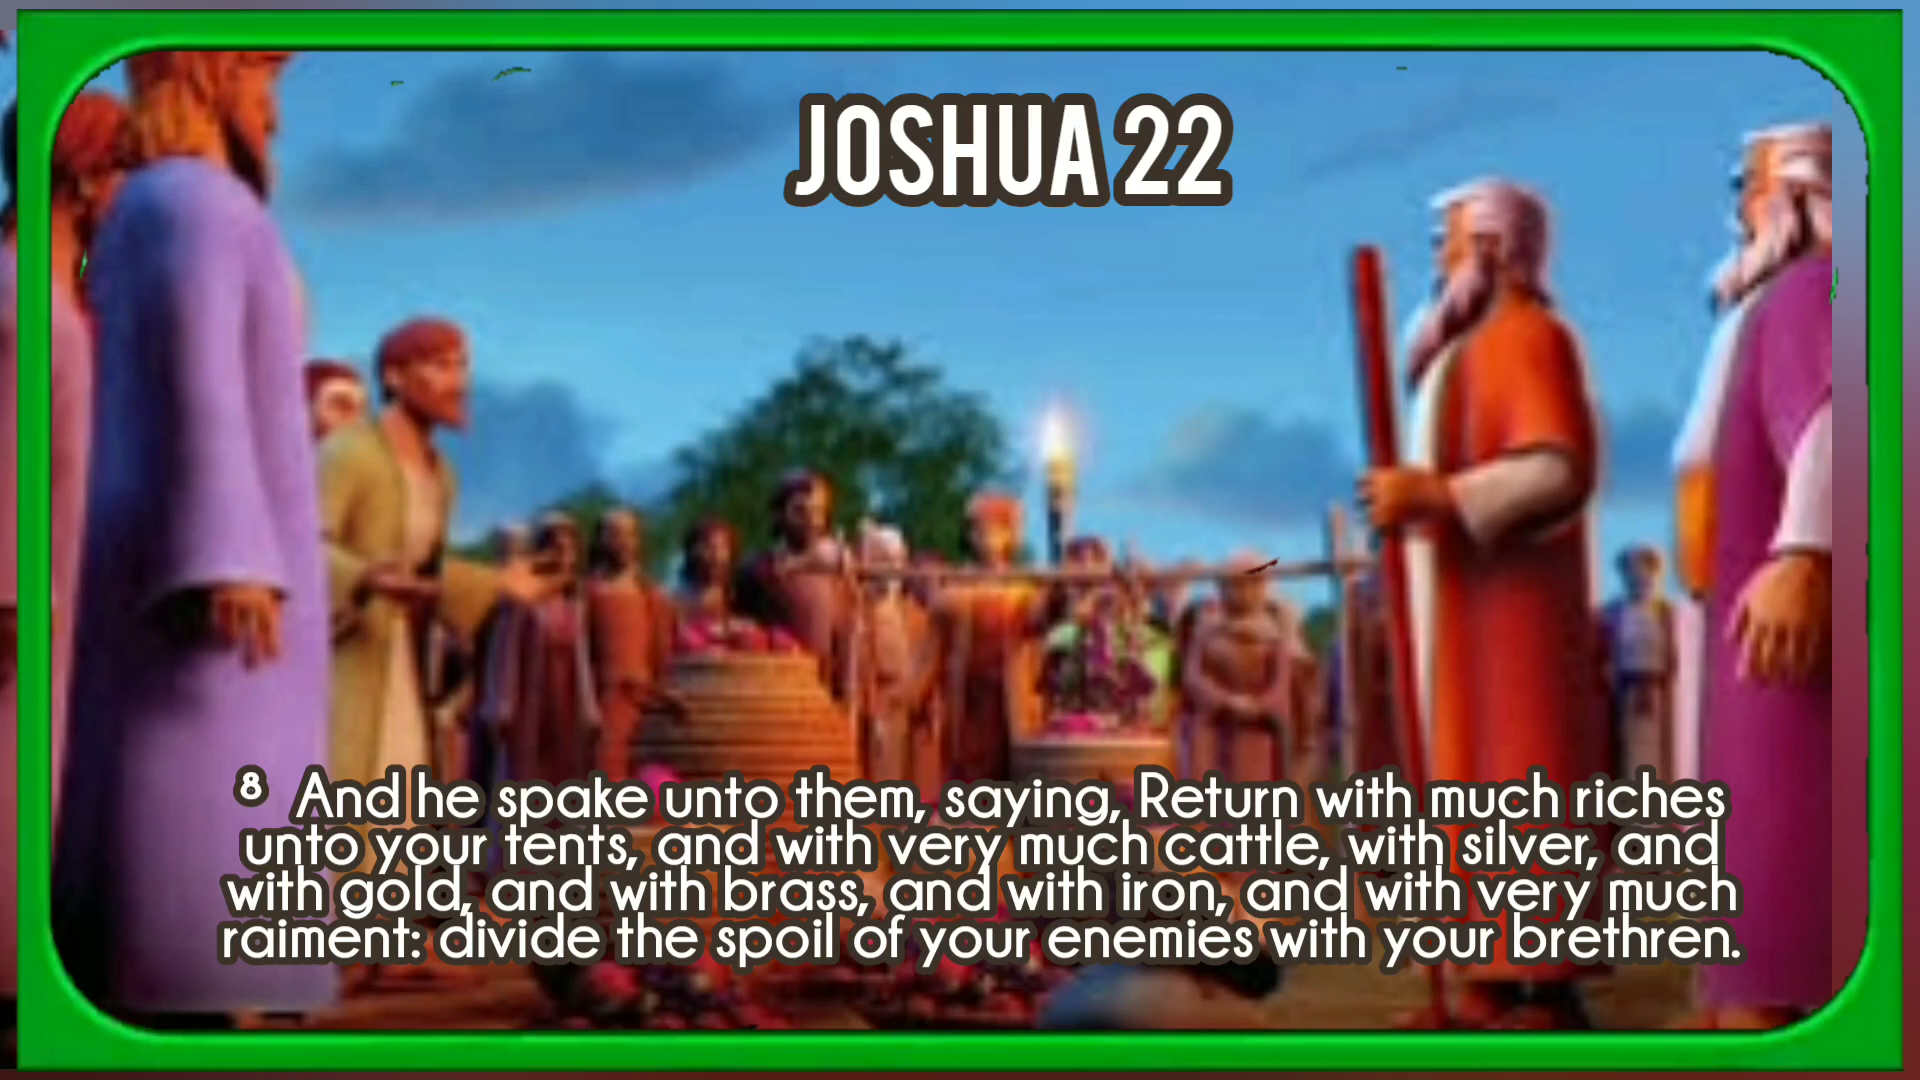 JOSHUA 22
8 And he spake unto them, saying, Return with much riches
unto your tents, and with very much cattle, with silver, and
with gold, and with brass, and with iron, and with very much
raiment: divide the spoil of your enemies with your brethren.